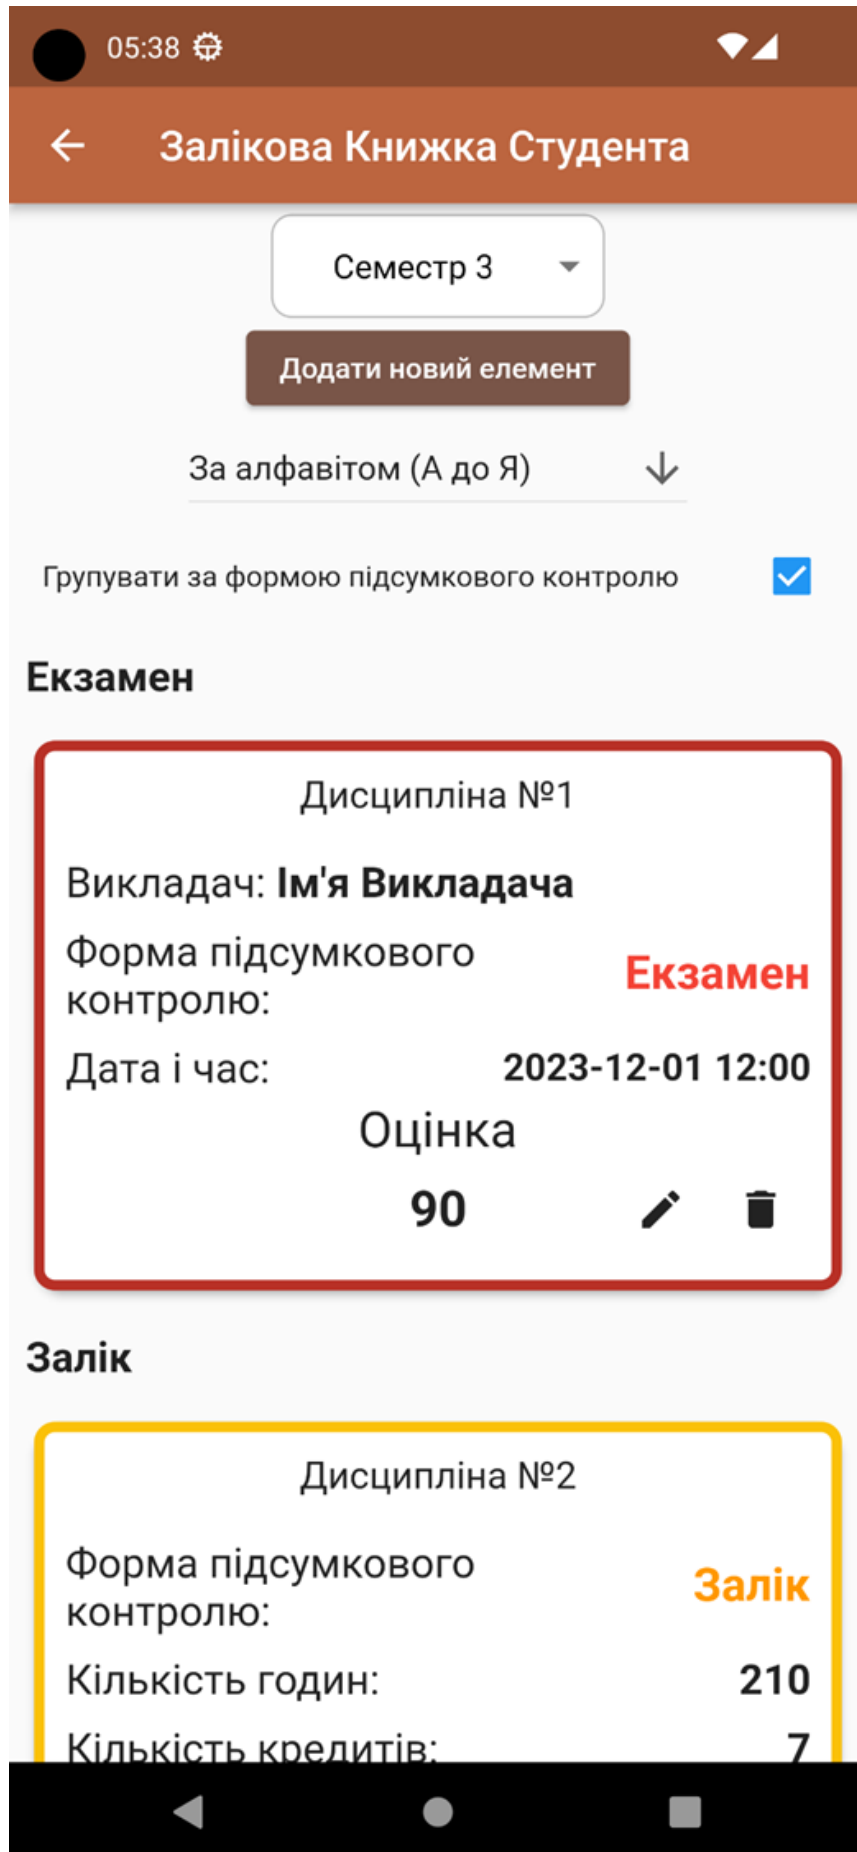 05:38
Залікова Книжка Студента
Семестр 3
Додати новий елемент
За алфавітом (А до Я)
Групувати за формою підсумкового контролю
Екзамен
Дисципліна №1
Викладач: Ім'я Викладача
Форма підсумкового
контролю:
Екзамен
Дата і час: 2023-12-01 12:00
Оцінка
90
Залік
Дисципліна №2
Форма підсумкового
контролю:
Залік
Кількість годин: 210
Кількість кредитів: 7